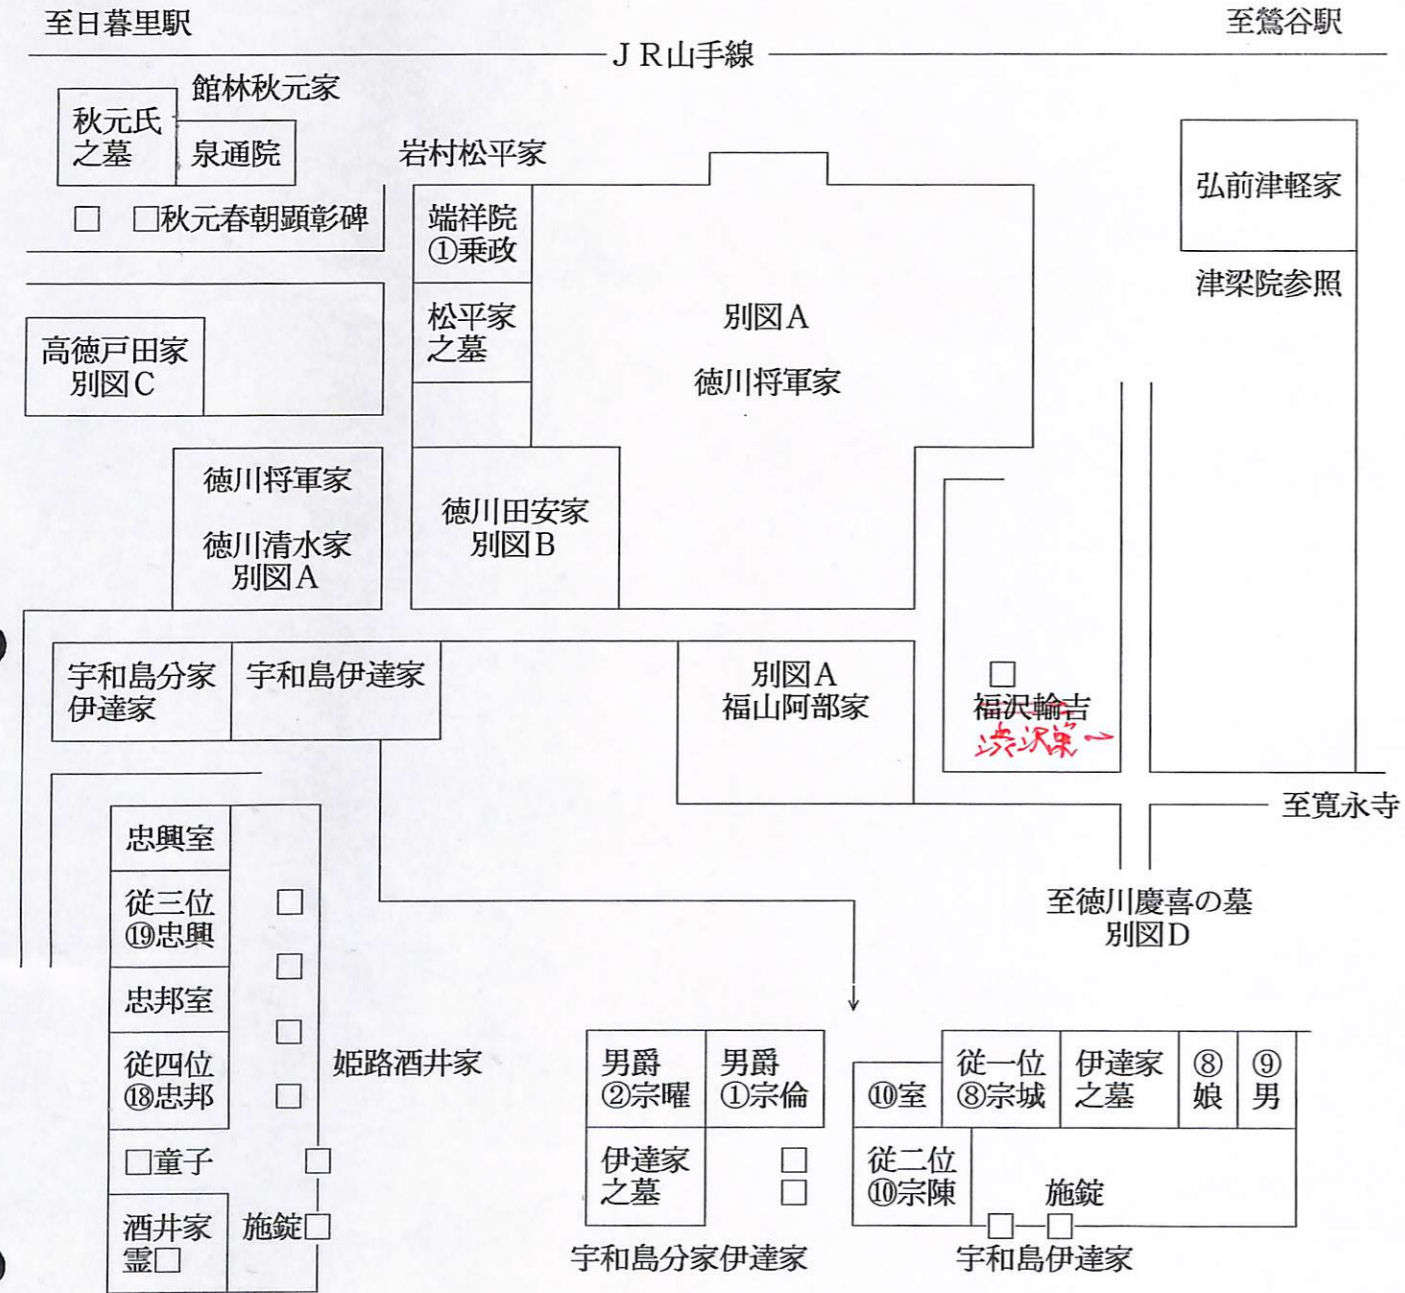 至日暮里駅
至鶯谷駅
JR山手線
館林秋元家
秋元氏
之墓
泉通院
□ □秋元春朝顕彰碑
岩村松平家
端祥院
①乗政
松平家
之墓
別図A
徳川将軍家
弘前津軽家
津梁院参照
高徳戸田家
別図C
徳川将軍家
徳川清水家
別図A
徳川田安家
別図B
宇和島分家
伊達家
宇和島伊達家
別図A
福山阿部家
□
福沢輸吉
渋沢栄一
至寛永寺
至徳川慶喜の墓
別図D
忠興室
従三位
⑲忠興
忠邦室
従四位
⑱忠邦
□童子
酒井家
霊□
施錠□
姫路酒井家
男爵
②宗曜
男爵
①宗倫
伊達家
之墓
宇和島分家伊達家
⑩室
従一位
⑧宗城
伊達家
之墓
⑧
娘
⑨
男
従二位
⑩宗陳
施錠
宇和島伊達家